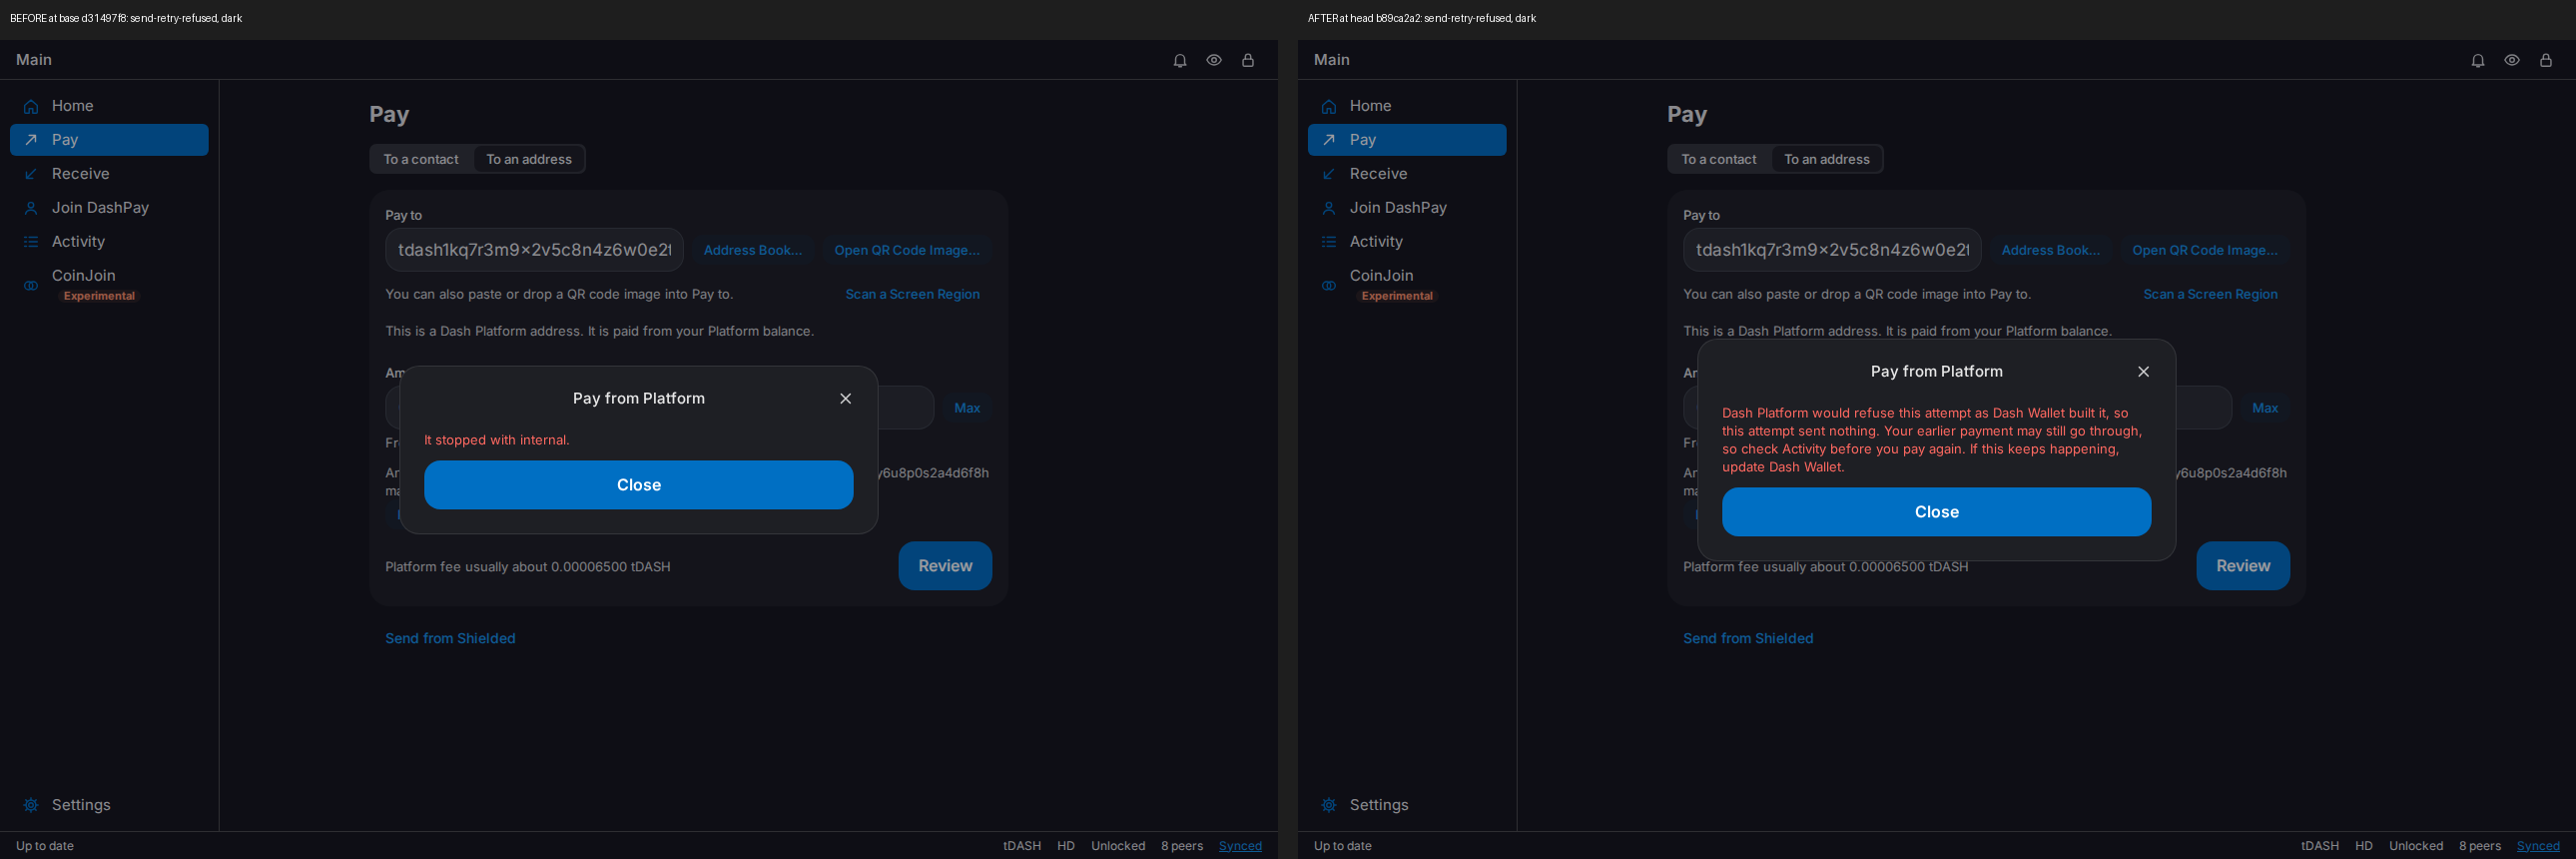 BEFORE at base d31497f8: send-retry-refused, dark
Main
Home
Pay
Receive
Join DashPay
Activity
CoinJoin
Experimental
Settings
Pay
To a contact
To an address
Pay to
tdash1kq7r3m9×2v5c8n4z6w0e2
Address Book...
Open QR Code Image...
You can also paste or drop a QR code image into Pay to.
Scan a Screen Region
This is a Dash Platform address. It is paid from your Platform balance.
Am
Max
Fr
An
y6u8p0s2a4d6f8h
ma
Pay from Platform
It stopped with internal.
Close
Platform fee usually about 0.00006500 tDASH
Review
Send from Shielded
Up to date
tDASH
HD
Unlocked
8 peers
Synced
AFTER at head b89ca2a2: send-retry-refused, dark
Main
Home
Pay
Receive
Join DashPay
Activity
CoinJoin
Experimental
Settings
Pay
To a contact
To an address
Pay to
tdash1kq7r3m9×2v5c8n4z6w0e2
Address Book...
Open QR Code Image...
You can also paste or drop a QR code image into Pay to.
Scan a Screen Region
This is a Dash Platform address. It is paid from your Platform balance.
Max
Fr
y6u8p0s2a4d6f8h
Pay from Platform
Dash Platform would refuse this attempt as Dash Wallet built it, so
this attempt sent nothing. Your earlier payment may still go through,
so check Activity before you pay again. If this keeps happening,
update Dash Wallet.
Close
Platform fee usually about 0.00006500 tDASH
Review
Send from Shielded
Up to date
tDASH
HD
Unlocked
8 peers
Synced